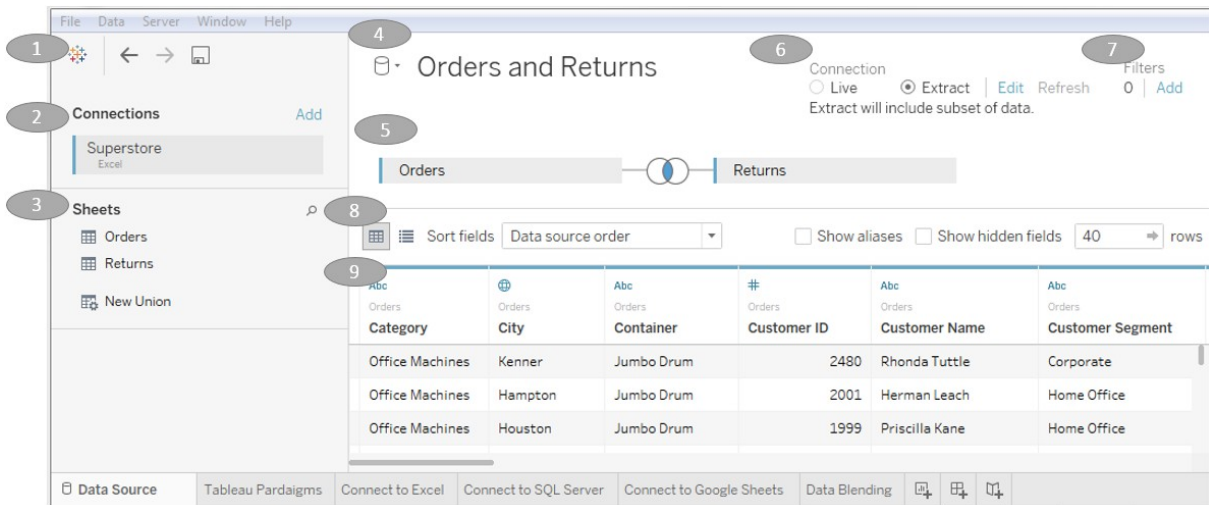 File Data Server Window Help
1
2
Connections Add
Superstore
Excel
3
Sheets
Orders
Returns
New Union
4
Orders and Returns
6
Connection
Live Extract Edit Refresh
Extract will include subset of data.
7
Filters
0 Add
5
Orders Returns
8
Sort fields Data source order Show aliases Show hidden fields 40 rows
9
Abc Abc # Abc Abc
Orders Orders Orders Orders Orders Orders
Category City Container Customer ID Customer Name Customer Segment
Office Machines Kenner Jumbo Drum 2480 Rhonda Tuttle Corporate
Office Machines Hampton Jumbo Drum 2001 Herman Leach Home Office
Office Machines Houston Jumbo Drum 1999 Priscilla Kane Home Office
Data Source Tableau Pardaigms Connect to Excel Connect to SQL Server Connect to Google Sheets Data Blending